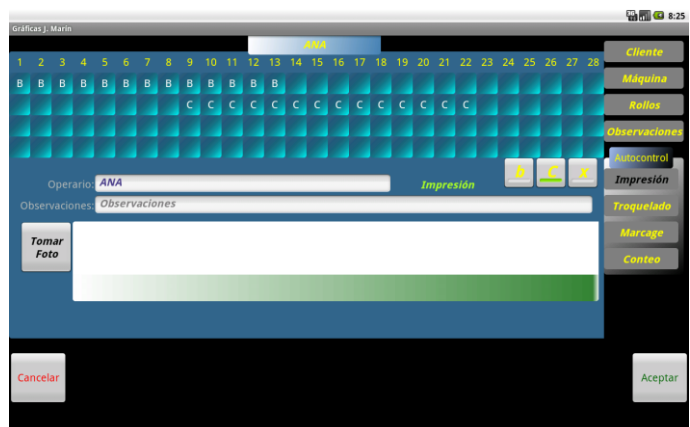 8:25
Gráficas J. Marín
ANA
1 2 3 4 5 6 7 8 9 10 11 12 13 14 15 16 17 18 19 20 21 22 23 24 25 26 27 28
B B B B B B B B B B B B B
C C C C C C C C C C C C C C
Operario: ANA
Impresión
b C x
Observaciones: Observaciones
Tomar
Foto
Cliente
Máquina
Rollos
Observaciones
Autocontrol
Impresión
Troquelado
Marcage
Conteo
Cancelar
Aceptar